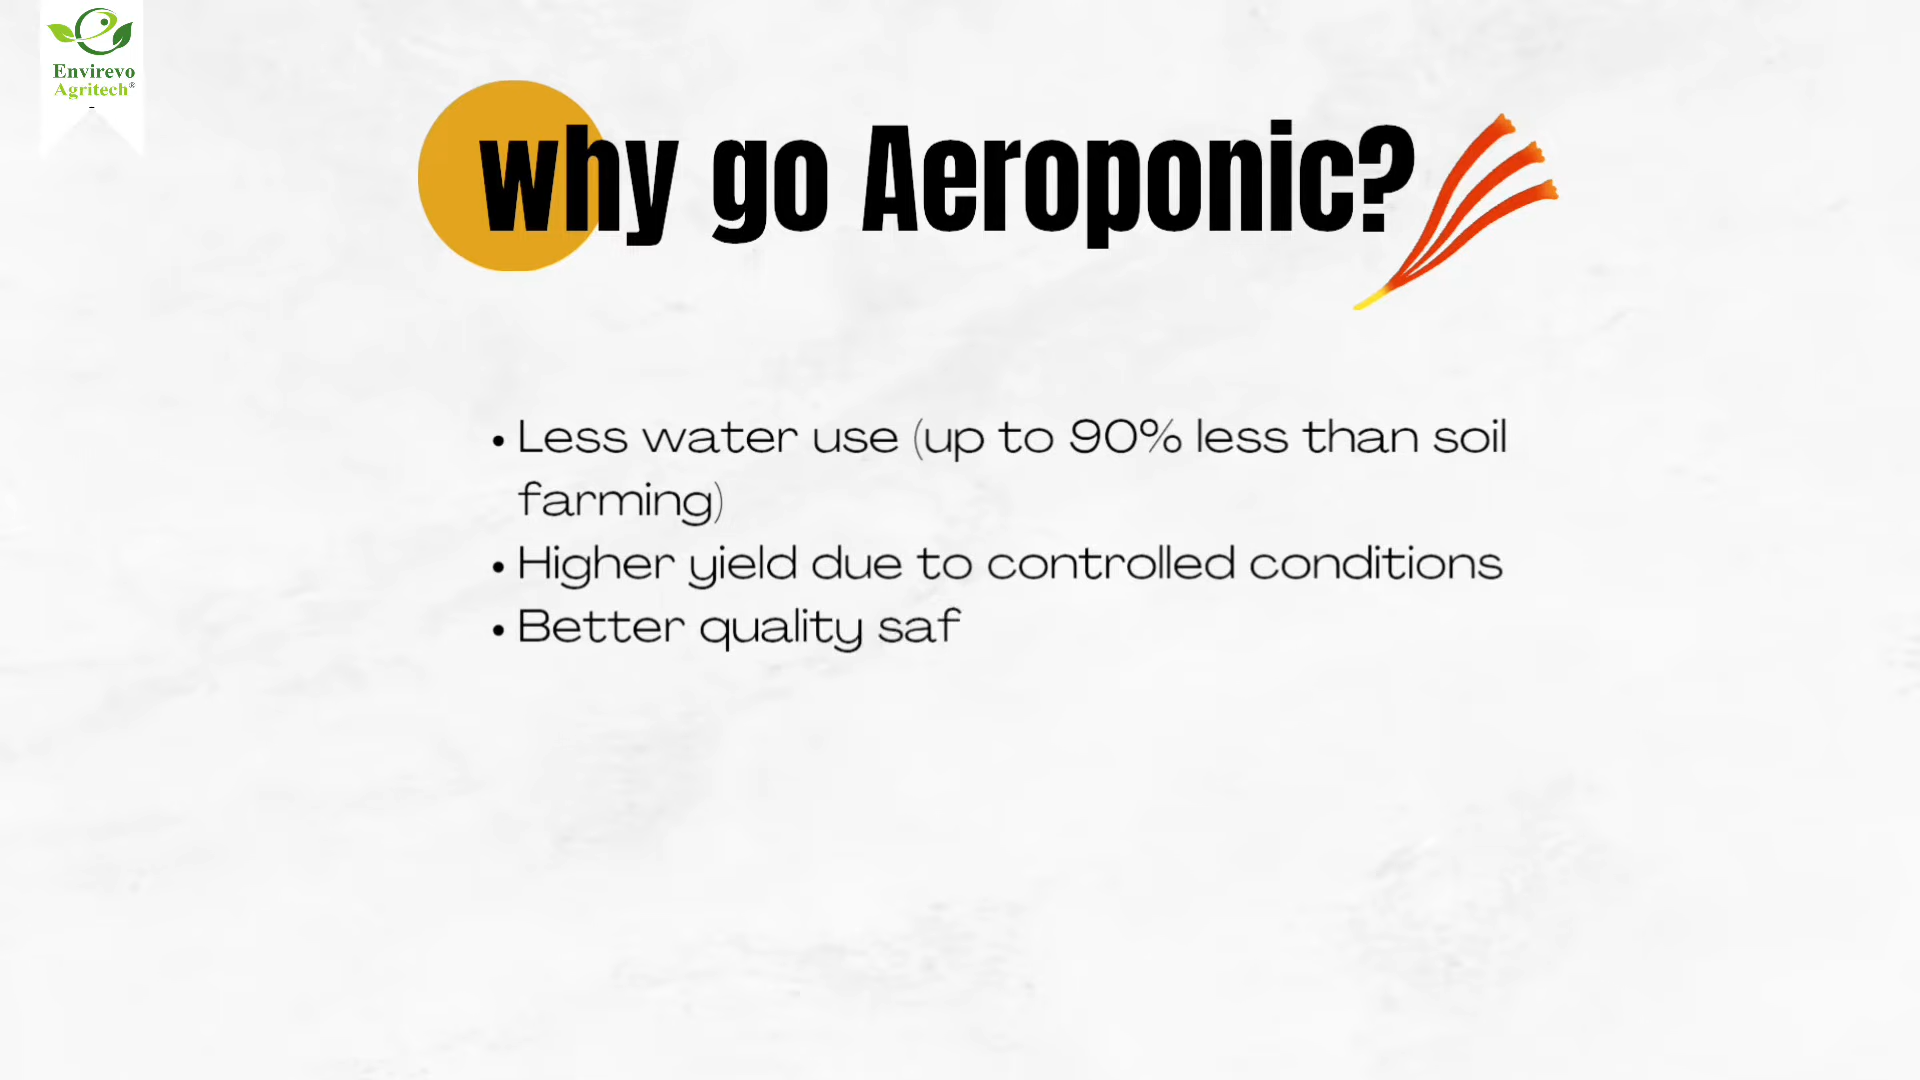 Envirevo
Agritech®
why go Aeroponic?
• Less water use (up to 90% less than soil
farming)
• Higher yield due to controlled conditions
• Better quality saf